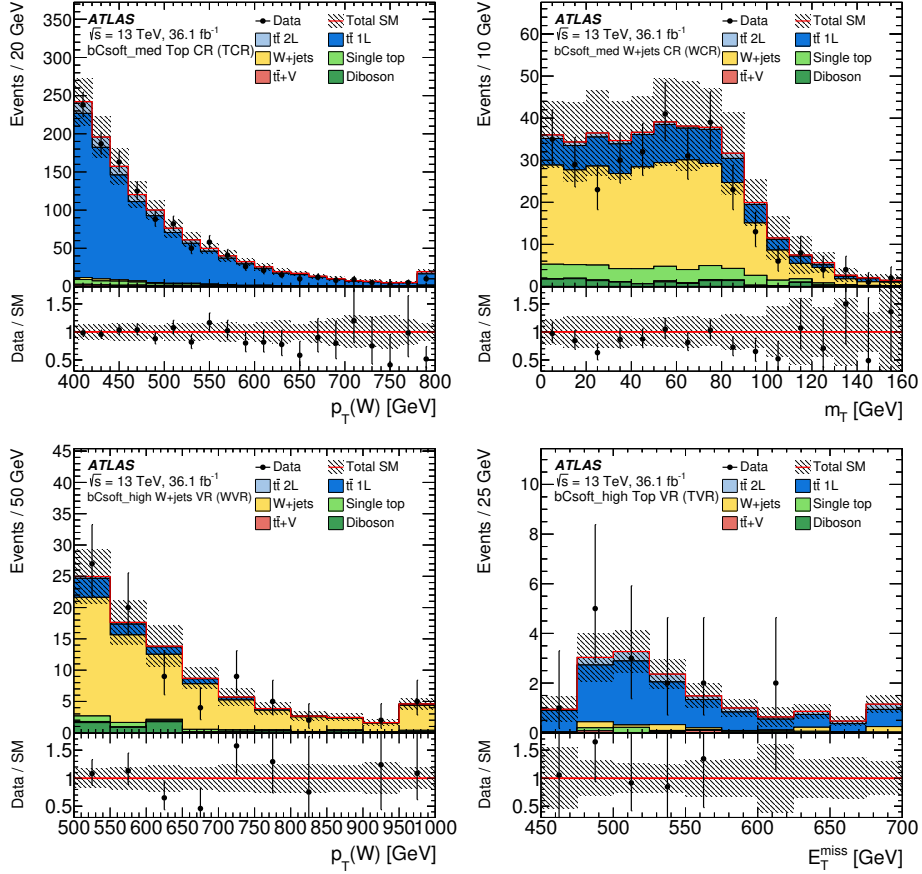 ATLAS
√s = 13 TeV, 36.1 fb⁻¹
bCsoft_med Top CR (TCR)
Data
Total SM
tt̄ 2L
tt̄ 1L
W+jets
Single top
tt̄+V
Diboson
Events / 20 GeV
350
300
250
200
150
100
50
0
Data / SM
1.5
1
0.5
400 450 500 550 600 650 700 750 800
p_T(W) [GeV]
ATLAS
√s = 13 TeV, 36.1 fb⁻¹
bCsoft_med W+jets CR (WCR)
Data
Total SM
tt̄ 2L
tt̄ 1L
W+jets
Single top
tt̄+V
Diboson
Events / 10 GeV
60
50
40
30
20
10
0
Data / SM
1.5
1
0.5
0 20 40 60 80 100 120 140 160
m_T [GeV]
ATLAS
√s = 13 TeV, 36.1 fb⁻¹
bCsoft_high W+jets VR (WVR)
Data
Total SM
tt̄ 2L
tt̄ 1L
W+jets
Single top
tt̄+V
Diboson
Events / 50 GeV
45
40
35
30
25
20
15
10
5
0
Data / SM
1.5
1
0.5
500 550 600 650 700 750 800 850 900 950 1000
p_T(W) [GeV]
ATLAS
√s = 13 TeV, 36.1 fb⁻¹
bCsoft_high Top VR (TVR)
Data
Total SM
tt̄ 2L
tt̄ 1L
W+jets
Single top
tt̄+V
Diboson
Events / 25 GeV
10
8
6
4
2
0
Data / SM
1.5
1
0.5
450 500 550 600 650 700
E_T^miss [GeV]